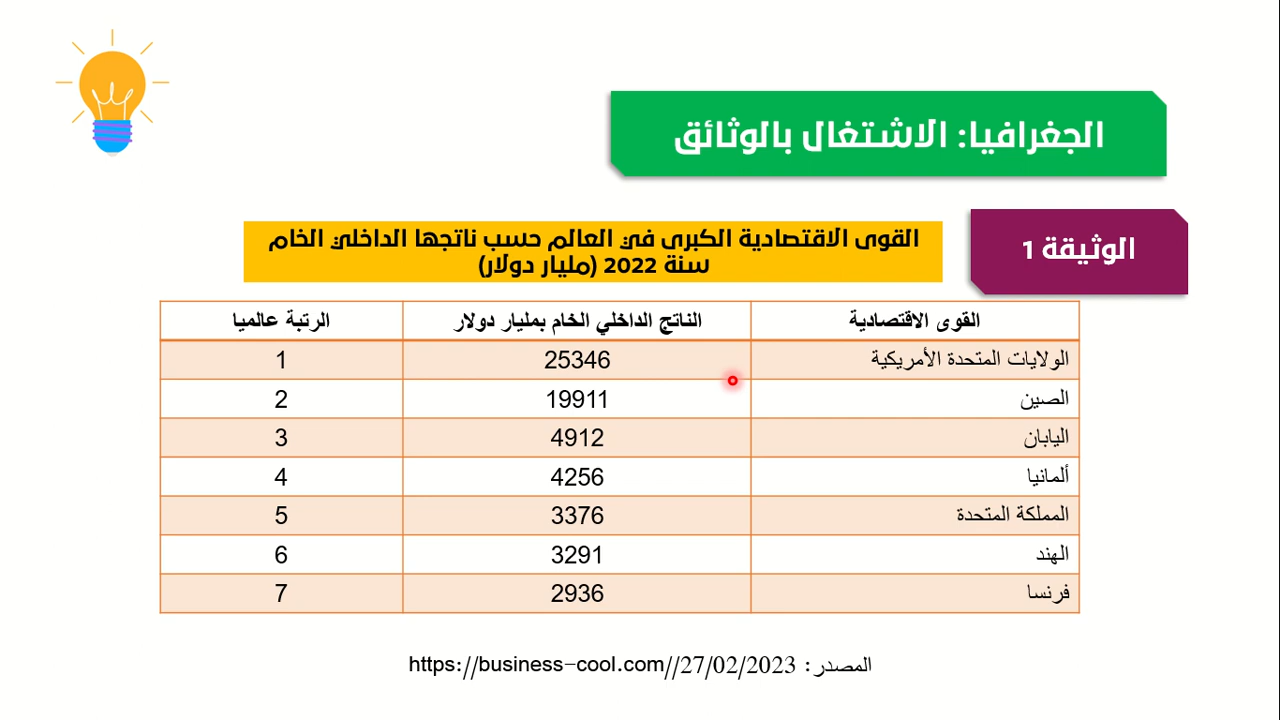 الجغرافيا: الاشتغال بالوثائق
الوثيقة 1
القوى الاقتصادية الكبرى في العالم حسب ناتجها الداخلي الخام
سنة 2022 (مليار دولار)
القوى الاقتصادية الناتج الداخلي الخام بمليار دولار الرتبة عالميا
الولايات المتحدة الأمريكية 25346 1
الصين 19911 2
اليابان 4912 3
ألمانيا 4256 4
المملكة المتحدة 3376 5
الهند 3291 6
فرنسا 2936 7
المصدر: https://business-cool.com//27/02/2023